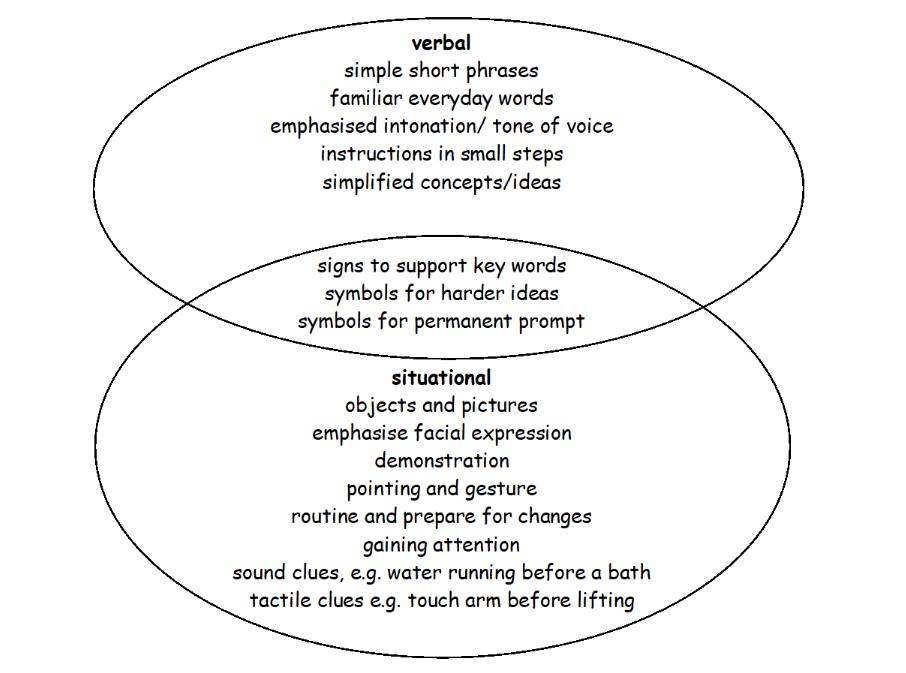 verbal
simple short phrases
familiar everyday words
emphasised intonation/ tone of voice
instructions in small steps
simplified concepts/ideas
signs to support key words
symbols for harder ideas
symbols for permanent prompt
situational
objects and pictures
emphasise facial expression
demonstration
pointing and gesture
routine and prepare for changes
gaining attention
sound clues, e.g. water running before a bath
tactile clues e.g. touch arm before lifting